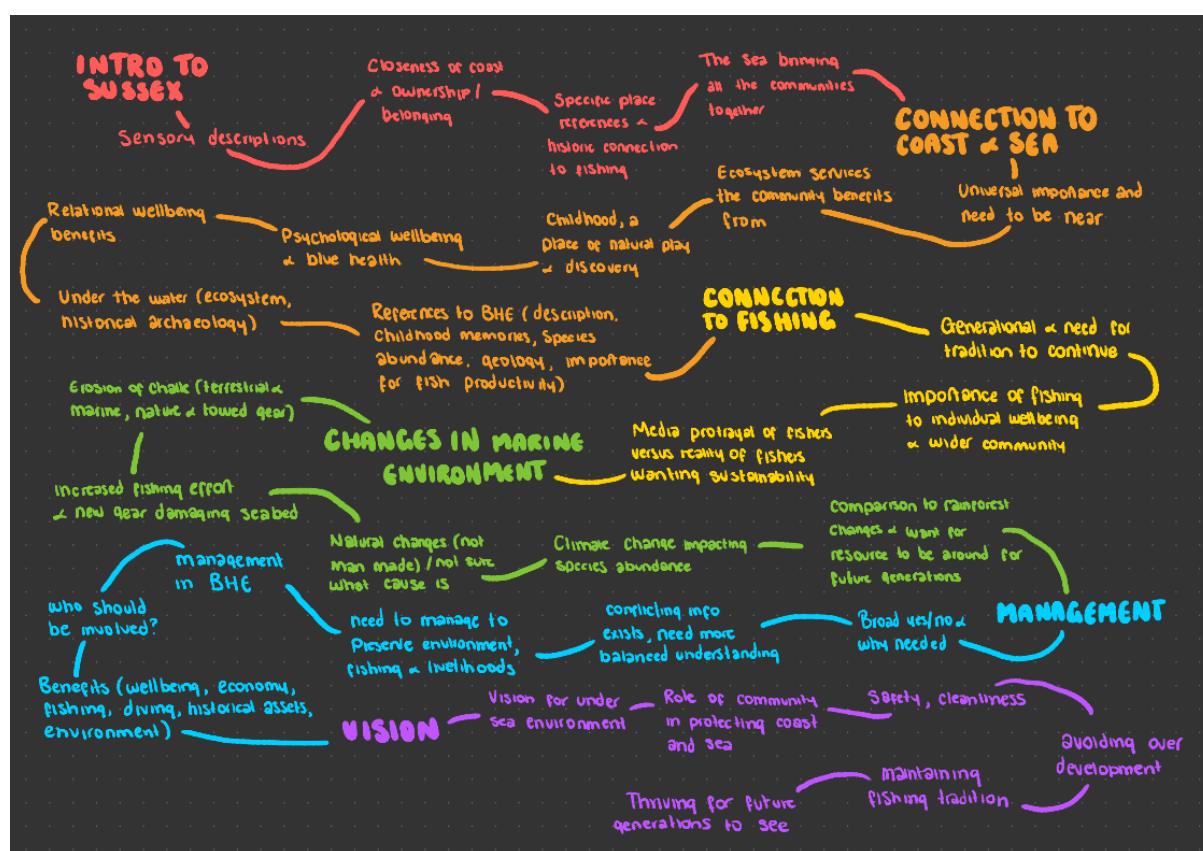 INTRO TO
SUSSEX
Sensory descriptions
Closeness of coast
& ownership/
belonging
Specific place
references &
historic connection
to fishing
The sea bringing
all the communities
together
CONNECTION TO
COAST & SEA
Universal importance and
need to be near
Ecosystem services
the community benefits
from
Childhood, a
place of natural play
& discovery
Psychological wellbeing
& blue health
Relational wellbeing
benefits
Under the water (ecosystem,
historical archaeology)
References to BHE (description,
Childhood memories, Species
abundance, geology, importance
for fish productivity)
CONNECTION
TO FISHING
Generational & need for
tradition to continue
Importance of fishing
to individual wellbeing
& wider community
Media protrayal of fishers
versus reality of fishers
wanting sustainability
CHANGES IN MARINE
ENVIRONMENT
Erosion of chalk (terrestrial &
marine, nature & towed gear)
Increased fishing effort
& new gear damaging seabed
Natural changes (not
man made) / not sure
what cause is
Climate change impacting
species abundance
Comparison to rainforest
changes & want for
resource to be around for
future generations
MANAGEMENT
Broad yes/no &
why needed
conflicting info
exists, need more
balanced understanding
need to manage to
Preserve environment,
fishing & livelihoods
management
in BHE
who should
be involved?
Benefits (wellbeing, economy,
fishing, diving, historical assets,
environment)
VISION
Vision for under
sea environment
Role of community
in protecting coast
and sea
Safety, cleanliness
avoiding over
development
maintaining
fishing tradition
Thriving for future
generations to see